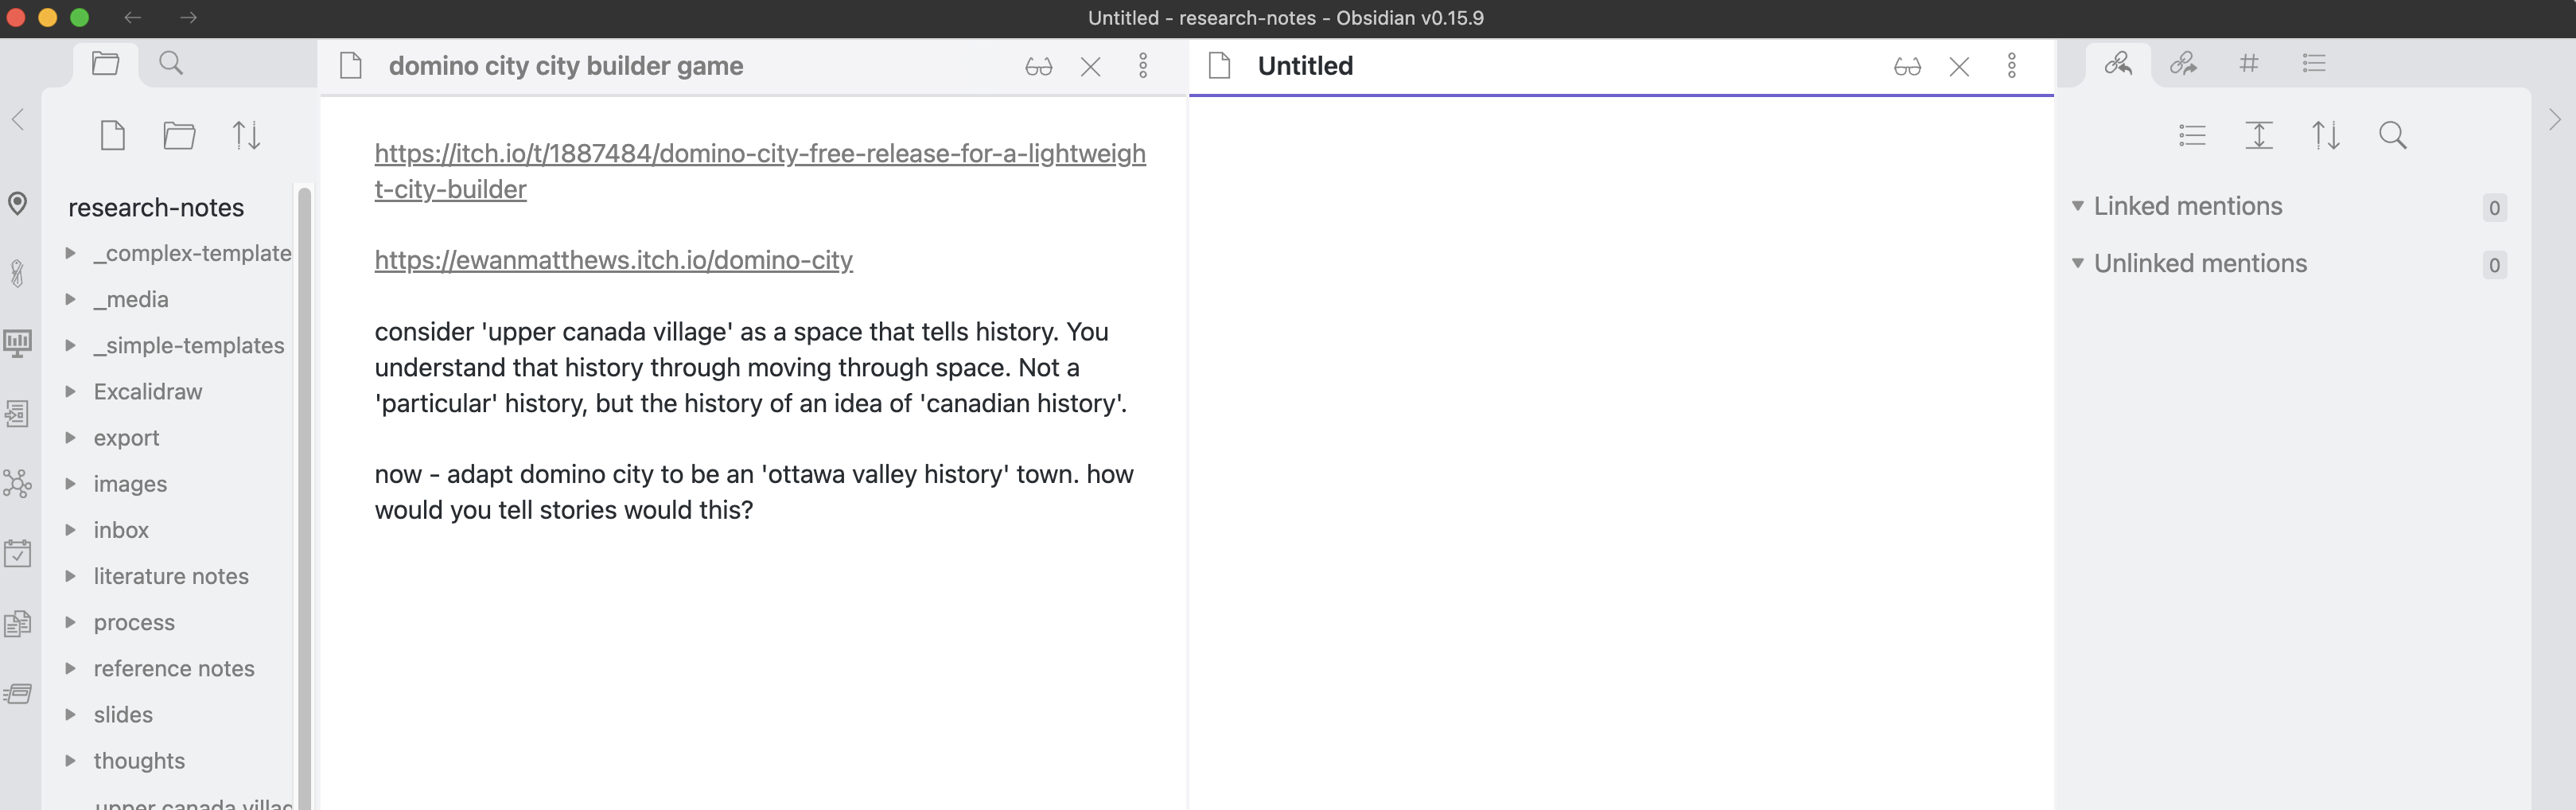 Untitled - research-notes - Obsidian v0.15.9
research-notes
_complex-template
_media
_simple-templates
Excalidraw
export
images
inbox
literature notes
process
reference notes
slides
thoughts
upper canada villag
domino city city builder game
https://itch.io/t/1887484/domino-city-free-release-for-a-lightweigh
t-city-builder
https://ewanmatthews.itch.io/domino-city
consider 'upper canada village' as a space that tells history. You
understand that history through moving through space. Not a
'particular' history, but the history of an idea of 'canadian history'.
now - adapt domino city to be an 'ottawa valley history' town. how
would you tell stories would this?
Untitled
Linked mentions 0
Unlinked mentions 0